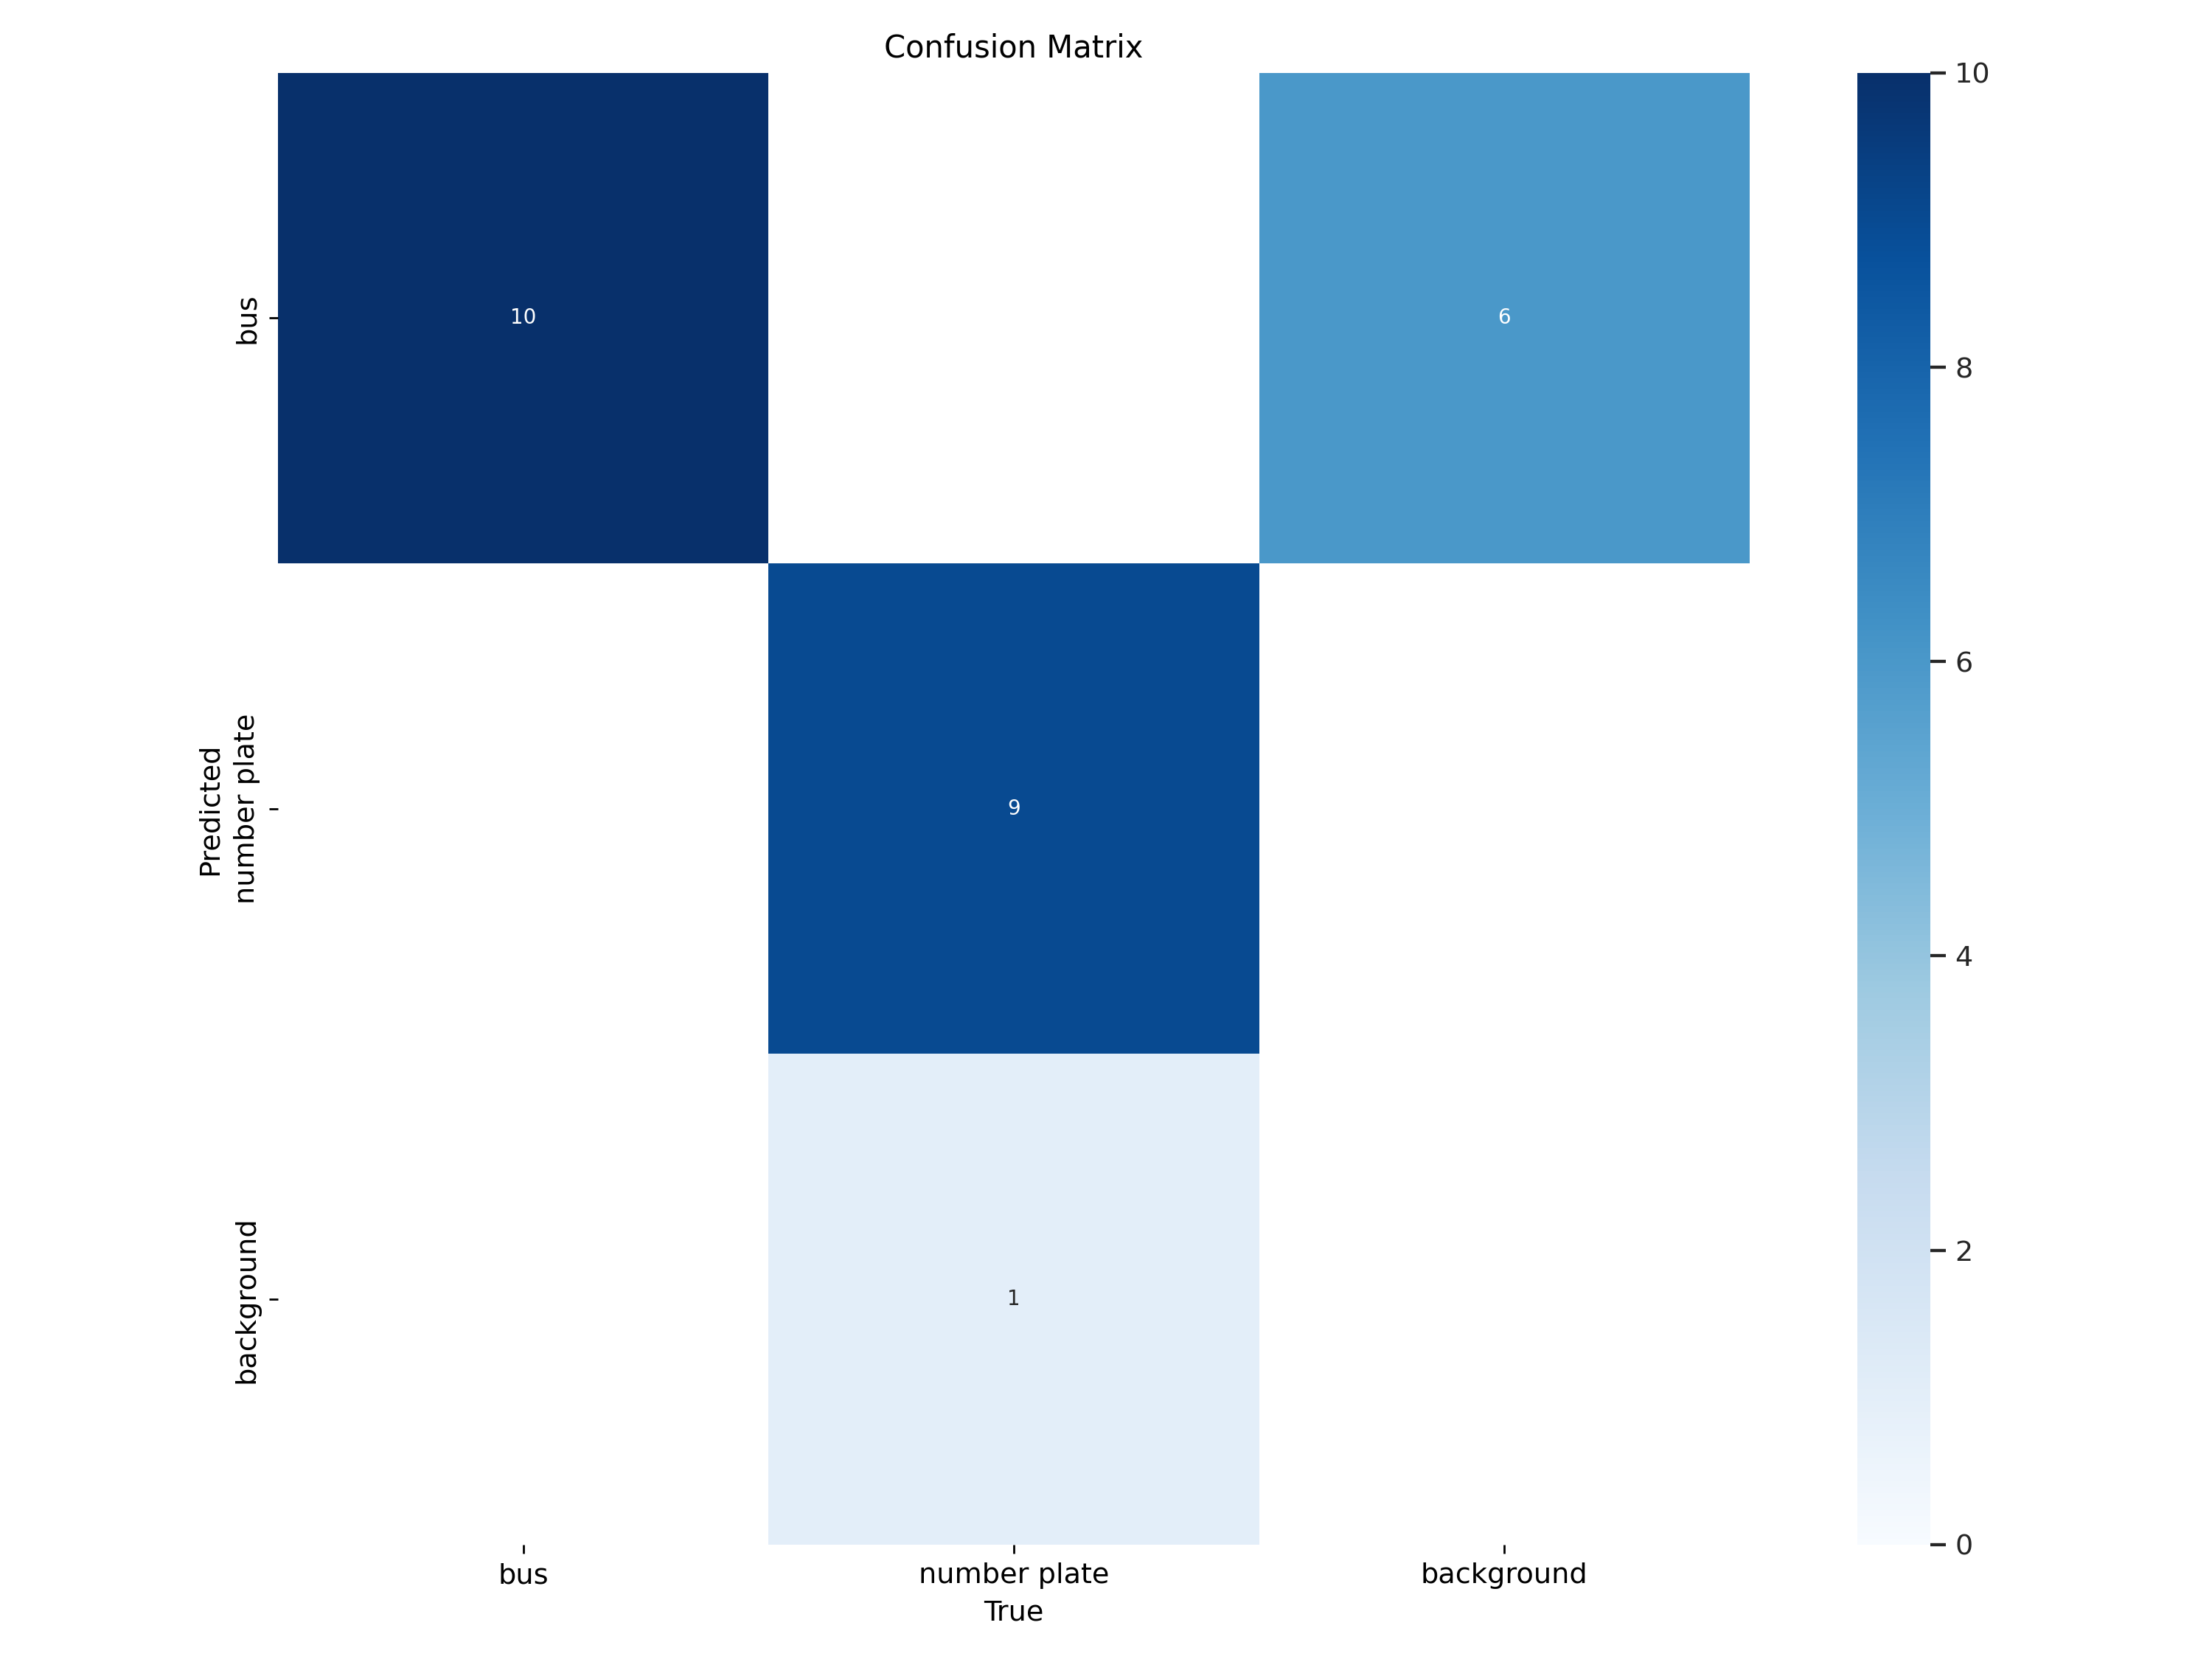 Confusion Matrix
bus
10
6
10
8
6
4
2
0
Predicted
number plate
9
background
1
bus
number plate
background
True